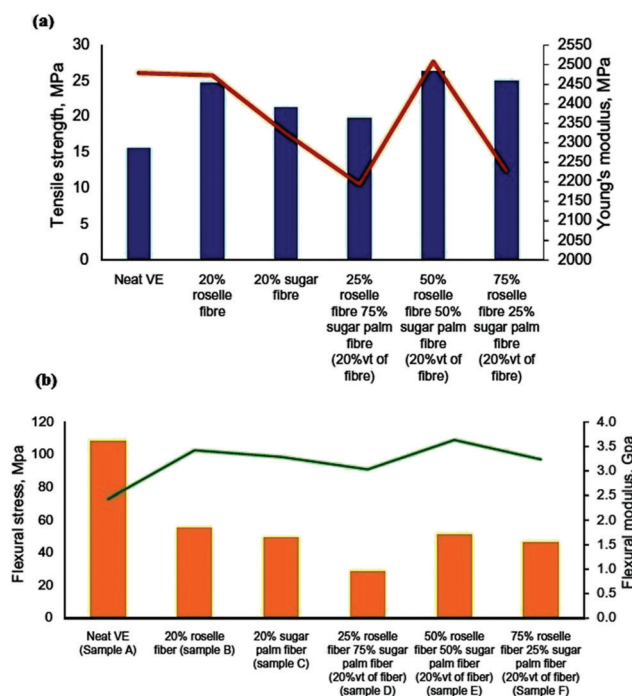 (a)
Tensile strength, MPa
30
25
20
15
10
5
0
2550
2500
2450
2400
2350
2300
2250
2200
2150
2100
2050
2000
Young's modulus, MPa
Neat VE
20%
roselle
fibre
20% sugar
fibre
25%
roselle
fibre 75%
sugar palm
fibre
(20%vt of
fibre)
50%
roselle
fibre 50%
sugar palm
fibre
(20%vt of
fibre)
75%
roselle
fibre 25%
sugar palm
fibre
(20%vt of
fibre)
(b)
Flexural stress, Mpa
120
100
80
60
40
20
0
4.0
3.5
3.0
2.5
2.0
1.5
1.0
0.5
0.0
Flexural modulus, Gpa
Neat VE
(Sample A)
20% roselle
fiber (sample B)
20% sugar
palm fiber
(sample C)
25% roselle
fiber 75% sugar
palm fiber
(20%vt of fiber)
(sample D)
50% roselle
fiber 50% sugar
palm fiber
(20%vt of fiber)
(sample E)
75% roselle
fiber 25% sugar
palm fiber
(20%vt of fiber)
(Sample F)